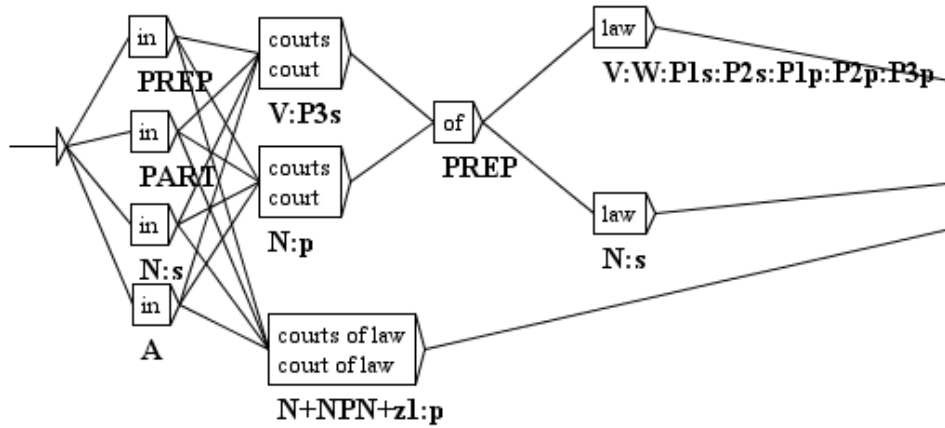 in
PREP
in
PART
in
N:s
in
A
courts
court
V:P3s
courts
court
N:p
courts of law
court of law
N+NPN+z1:p
of
PREP
law
V:W:P1s:P2s:P1p:P2p:P3p
law
N:s